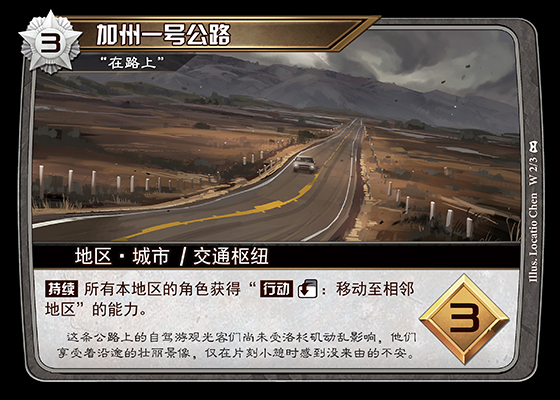 3
加州一号公路
“在路上”
Illus. Locatio Chen W 2/3
地区·城市 / 交通枢纽
持续 所有本地区的角色获得“行动 ：移动至相邻
地区”的能力。
3
这条公路上的自驾游观光客们尚未受洛杉矶动乱影响，他们
享受着沿途的壮丽景像，仅在片刻小憩时感到没来由的不安。